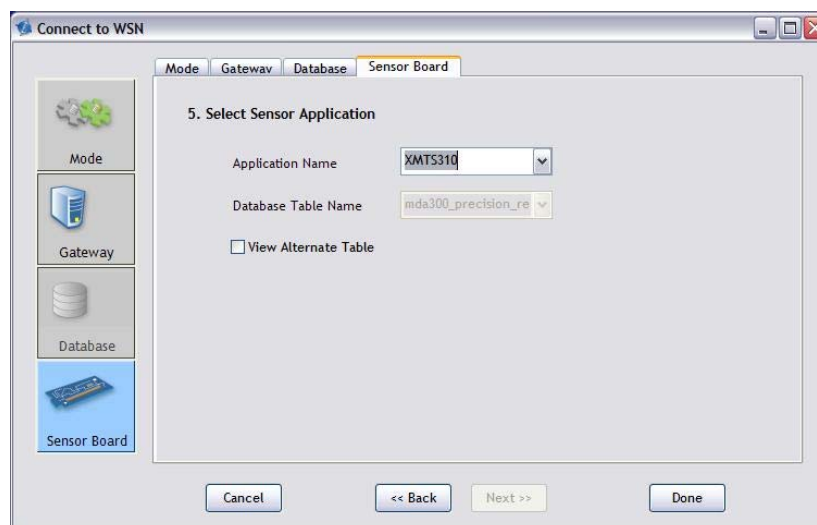 Connect to WSN
Mode Gateway Database Sensor Board
Mode
Gateway
Database
Sensor Board
5. Select Sensor Application
Application Name XMTS310
Database Table Name mda300_precision_re
View Alternate Table
Cancel << Back Next >> Done